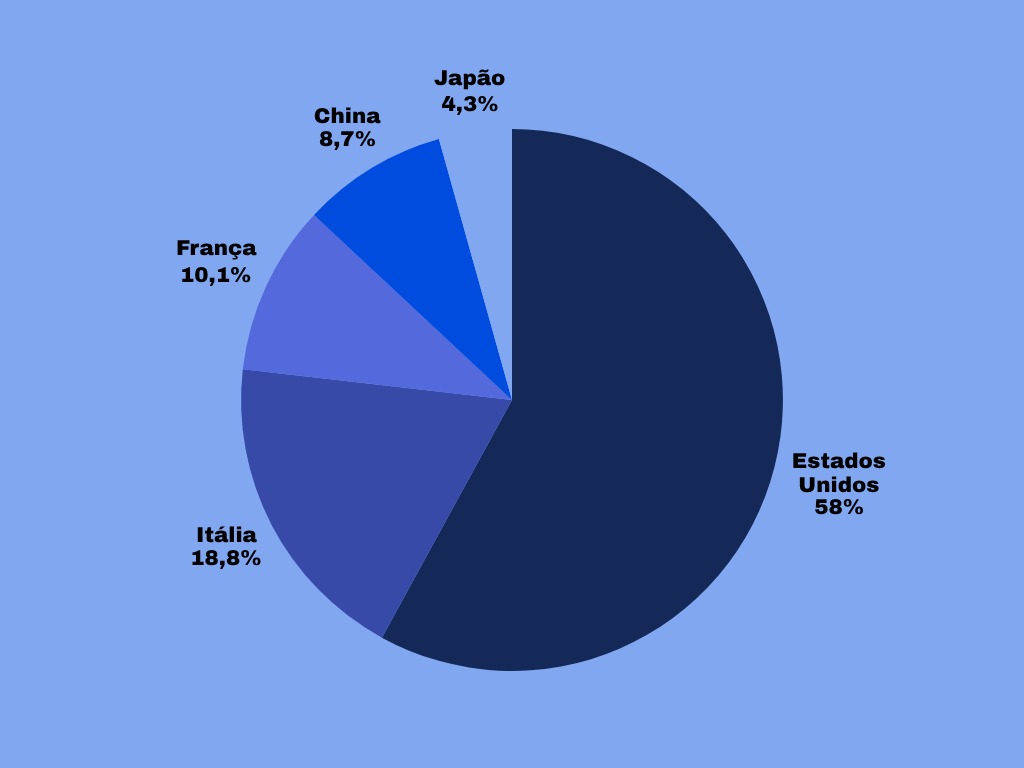 Japão
4,3%
China
8,7%
França
10,1%
Estados
Unidos
58%
Itália
18,8%